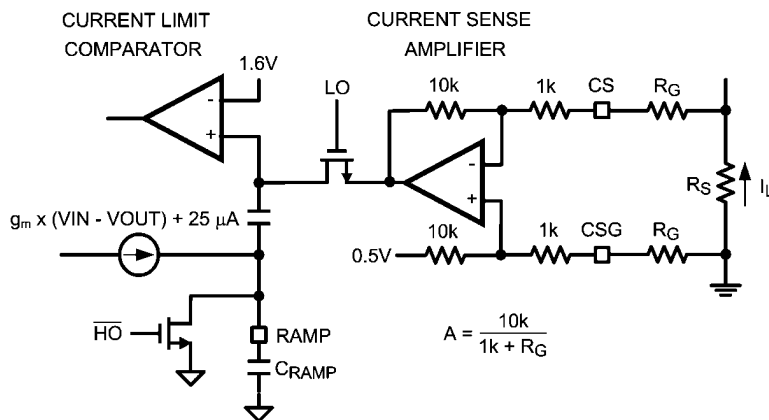 CURRENT LIMIT
COMPARATOR
CURRENT SENSE
AMPLIFIER
1.6V
LO
10k
1k
CS
R_G
-
+
-
+
R_S
I_L
g_m x (VIN - VOUT) + 25 μA
0.5V
10k
1k
CSG
R_G
H̅O̅
RAMP
C_RAMP
A = 10k
1k + R_G